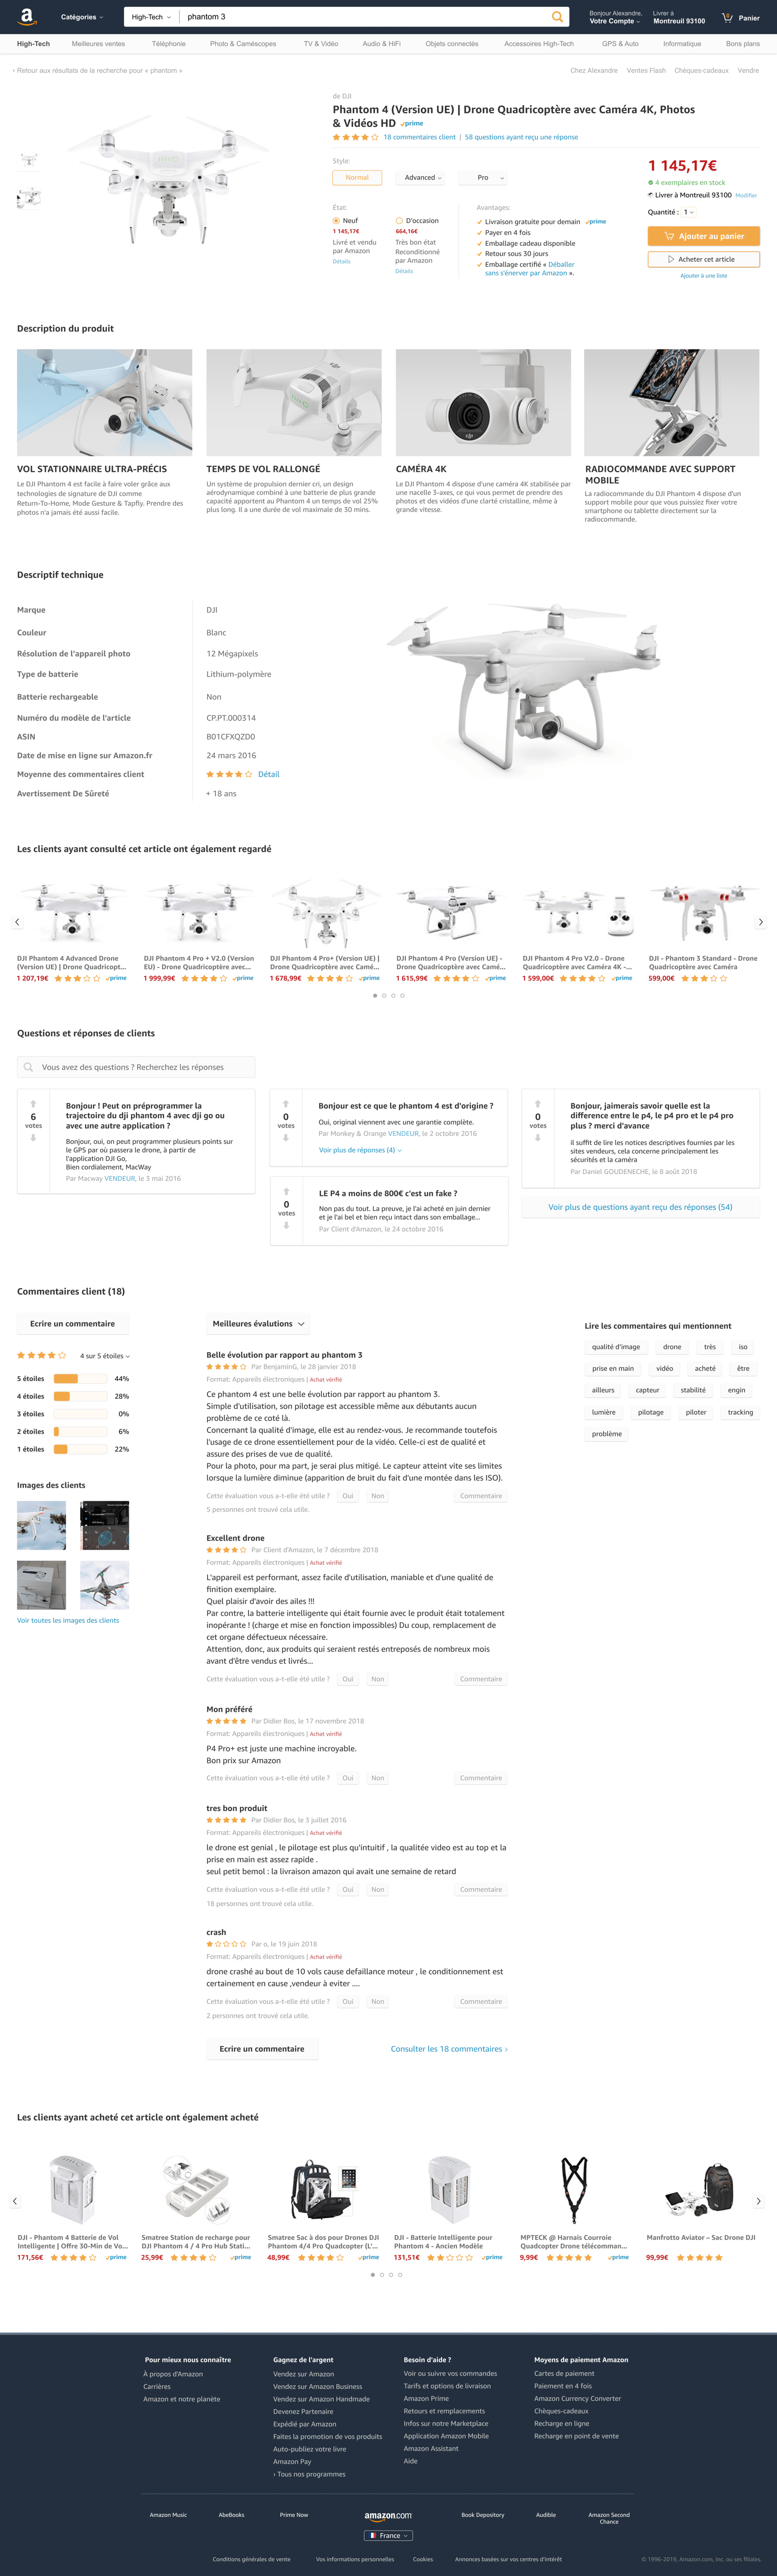 a
Catégories
High-Tech
phantom 3
Bonjour Alexandre,
Votre Compte
Livrer à
Montreuil 93100
Panier
High-Tech
Meilleures ventes
Téléphonie
Photo & Caméscopes
TV & Vidéo
Audio & HiFi
Objets connectés
Accessoires High-Tech
GPS & Auto
Informatique
Bons plans
‹ Retour aux résultats de la recherche pour « phantom »
Chez Alexandre
Ventes Flash
Chèques-cadeaux
Vendre
de DJI
Phantom 4 (Version UE) | Drone Quadricoptère avec Caméra 4K, Photos
& Vidéos HD prime
18 commentaires client | 58 questions ayant reçu une réponse
Style:
Normal
Advanced
Pro
État:
Neuf
1 145,17€
Livré et vendu
par Amazon
Détails
D'occasion
664,16€
Très bon état
Reconditionné
par Amazon
Détails
Avantages:
Livraison gratuite pour demain prime
Payer en 4 fois
Emballage cadeau disponible
Retour sous 30 jours
Emballage certifié « Déballer
sans s'énerver par Amazon ».
1 145,17€
4 exemplaires en stock
Livrer à Montreuil 93100 Modifier
Quantité : 1
Ajouter au panier
Acheter cet article
Ajouter à une liste
Description du produit
VOL STATIONNAIRE ULTRA-PRÉCIS
Le DJI Phantom 4 est facile à faire voler grâce aux
technologies de signature de DJI comme
Return-To-Home, Mode Gesture & Tapfly. Prendre des
photos n'a jamais été aussi facile.
TEMPS DE VOL RALLONGÉ
Un système de propulsion dernier cri, un design
aérodynamique combiné à une batterie de plus grande
capacité apportent au Phantom 4 un temps de vol 25%
plus long. Il a une durée de vol maximale de 30 mins.
CAMÉRA 4K
Le DJI Phantom 4 dispose d'une caméra 4K stabilisée par
une nacelle 3-axes, ce qui vous permet de prendre des
photos et des vidéos d'une clarté cristalline, même à
grande vitesse.
RADIOCOMMANDE AVEC SUPPORT
MOBILE
La radiocommande du DJI Phantom 4 dispose d'un
support mobile pour que vous puissiez fixer votre
smartphone ou tablette directement sur la
radiocommande.
Descriptif technique
Marque DJI
Couleur Blanc
Résolution de l'appareil photo 12 Mégapixels
Type de batterie Lithium-polymère
Batterie rechargeable Non
Numéro du modèle de l'article CP.PT.000314
ASIN B01CFXQZD0
Date de mise en ligne sur Amazon.fr 24 mars 2016
Moyenne des commentaires client Détail
Avertissement De Sûreté + 18 ans
Les clients ayant consulté cet article ont également regardé
DJI Phantom 4 Advanced Drone
(Version UE) | Drone Quadricopt...
1 207,19€ prime
DJI Phantom 4 Pro + V2.0 (Version
EU) - Drone Quadricoptère avec...
1 999,99€ prime
DJI Phantom 4 Pro+ (Version UE) |
Drone Quadricoptère avec Camé...
1 678,99€ prime
DJI Phantom 4 Pro (Version UE) -
Drone Quadricoptère avec Camé...
1 615,99€ prime
DJI Phantom 4 Pro V2.0 - Drone
Quadricoptère avec Caméra 4K -...
1 599,00€ prime
DJI - Phantom 3 Standard - Drone
Quadricoptère avec Caméra
599,00€
Questions et réponses de clients
Vous avez des questions ? Recherchez les réponses
6
votes
Bonjour ! Peut on préprogrammer la
trajectoire du dji phantom 4 avec dji go ou
avec une autre application ?
Bonjour, oui, on peut programmer plusieurs points sur
le GPS par où passera le drone, à partir de
l'application DJI Go,
Bien cordialement, MacWay
Par Macway VENDEUR, le 3 mai 2016
0
votes
Bonjour est ce que le phantom 4 est d'origine ?
Oui, original viennent avec une garantie complète.
Par Monkey & Orange VENDEUR, le 2 octobre 2016
Voir plus de réponses (4)
0
votes
LE P4 a moins de 800€ c'est un fake ?
Non pas du tout. La preuve, je l'ai acheté en juin dernier
et je l'ai bel et bien reçu intact dans son emballage...
Par Client d'Amazon, le 24 octobre 2016
0
votes
Bonjour, jaimerais savoir quelle est la
différence entre le p4, le p4 pro et le p4 pro
plus ? merci d'avance
il suffit de lire les notices descriptives fournies par les
sites vendeurs, cela concerne principalement les
sécurités et la caméra
Par Daniel GOUDENECHE, le 8 août 2018
Voir plus de questions ayant reçu des réponses (54)
Commentaires client (18)
Ecrire un commentaire
4 sur 5 étoiles
5 étoiles 44%
4 étoiles 28%
3 étoiles 0%
2 étoiles 6%
1 étoiles 22%
Images des clients
Voir toutes les images des clients
Meilleures évalutions
Belle évolution par rapport au phantom 3
Par BenjaminG, le 28 janvier 2018
Format: Appareils électroniques | Achat vérifié
Ce phantom 4 est une belle évolution par rapport au phantom 3.
Simple d'utilisation, son pilotage est accessible même aux débutants aucun
problème de ce coté là.
Concernant la qualité d'image, elle est au rendez-vous. Je recommande toutefois
l'usage de ce drone essentiellement pour de la vidéo. Celle-ci est de qualité et
assure des prises de vue de qualité.
Pour la photo, pour ma part, je serai plus mitigé. Le capteur atteint vite ses limites
lorsque la lumière diminue (apparition de bruit du fait d'une montée dans les ISO).
Cette évaluation vous a-t-elle été utile ? Oui Non Commentaire
5 personnes ont trouvé cela utile.
Excellent drone
Par Client d'Amazon, le 7 décembre 2018
Format: Appareils électroniques | Achat vérifié
L'appareil est performant, assez facile d'utilisation, maniable et d'une qualité de
finition exemplaire.
Quel plaisir d'avoir des ailes !!!
Par contre, la batterie intelligente qui était fournie avec le produit était totalement
inopérante ! (charge et mise en fonction impossibles) Du coup, remplacement de
cet organe défectueux nécessaire.
Attention, donc, aux produits qui seraient restés entreposés de nombreux mois
avant d'être vendus et livrés...
Cette évaluation vous a-t-elle été utile ? Oui Non Commentaire
Mon préféré
Par Didier Bos, le 17 novembre 2018
Format: Appareils électroniques | Achat vérifié
P4 Pro+ est juste une machine incroyable.
Bon prix sur Amazon
Cette évaluation vous a-t-elle été utile ? Oui Non Commentaire
tres bon produit
Par Didier Bos, le 3 juillet 2016
Format: Appareils électroniques | Achat vérifié
le drone est genial , le pilotage est plus qu'intuitif , la qualitée video est au top et la
prise en main est assez rapide .
seul petit bemol : la livraison amazon qui avait une semaine de retard
Cette évaluation vous a-t-elle été utile ? Oui Non Commentaire
18 personnes ont trouvé cela utile.
crash
Par o, le 19 juin 2018
Format: Appareils électroniques | Achat vérifié
drone crashé au bout de 10 vols cause defaillance moteur , le conditionnement est
certainement en cause ,vendeur à eviter ....
Cette évaluation vous a-t-elle été utile ? Oui Non Commentaire
2 personnes ont trouvé cela utile.
Ecrire un commentaire
Consulter les 18 commentaires ›
Lire les commentaires qui mentionnent
qualité d'image
drone
très
iso
prise en main
vidéo
acheté
être
ailleurs
capteur
stabilité
engin
lumière
pilotage
piloter
tracking
problème
Les clients ayant acheté cet article ont également acheté
DJI - Phantom 4 Batterie de Vol
Intelligente | Offre 30-Min de Vo...
171,56€ prime
Smatree Station de recharge pour
DJI Phantom 4 / 4 Pro Hub Stati...
25,99€ prime
Smatree Sac à dos pour Drones DJI
Phantom 4/4 Pro Quadcopter (L'...
48,99€ prime
DJI - Batterie Intelligente pour
Phantom 4 - Ancien Modèle
131,51€ prime
MPTECK @ Harnais Courroie
Quadcopter Drone télécomman...
9,99€ prime
Manfrotto Aviator – Sac Drone DJI
99,99€
Pour mieux nous connaître
À propos d'Amazon
Carrières
Amazon et notre planète
Gagnez de l'argent
Vendez sur Amazon
Vendez sur Amazon Business
Vendez sur Amazon Handmade
Devenez Partenaire
Expédié par Amazon
Faites la promotion de vos produits
Auto-publiez votre livre
Amazon Pay
› Tous nos programmes
Besoin d'aide ?
Voir ou suivre vos commandes
Tarifs et options de livraison
Amazon Prime
Retours et remplacements
Infos sur notre Marketplace
Application Amazon Mobile
Amazon Assistant
Aide
Moyens de paiement Amazon
Cartes de paiement
Paiement en 4 fois
Amazon Currency Converter
Chèques-cadeaux
Recharge en ligne
Recharge en point de vente
Amazon Music
AbeBooks
Prime Now
amazon.com
Book Depository
Audible
Amazon Second
Chance
France
Conditions générales de vente
Vos informations personnelles
Cookies
Annonces basées sur vos centres d'intérêt
© 1996-2019, Amazon.com, Inc. ou ses filiales.